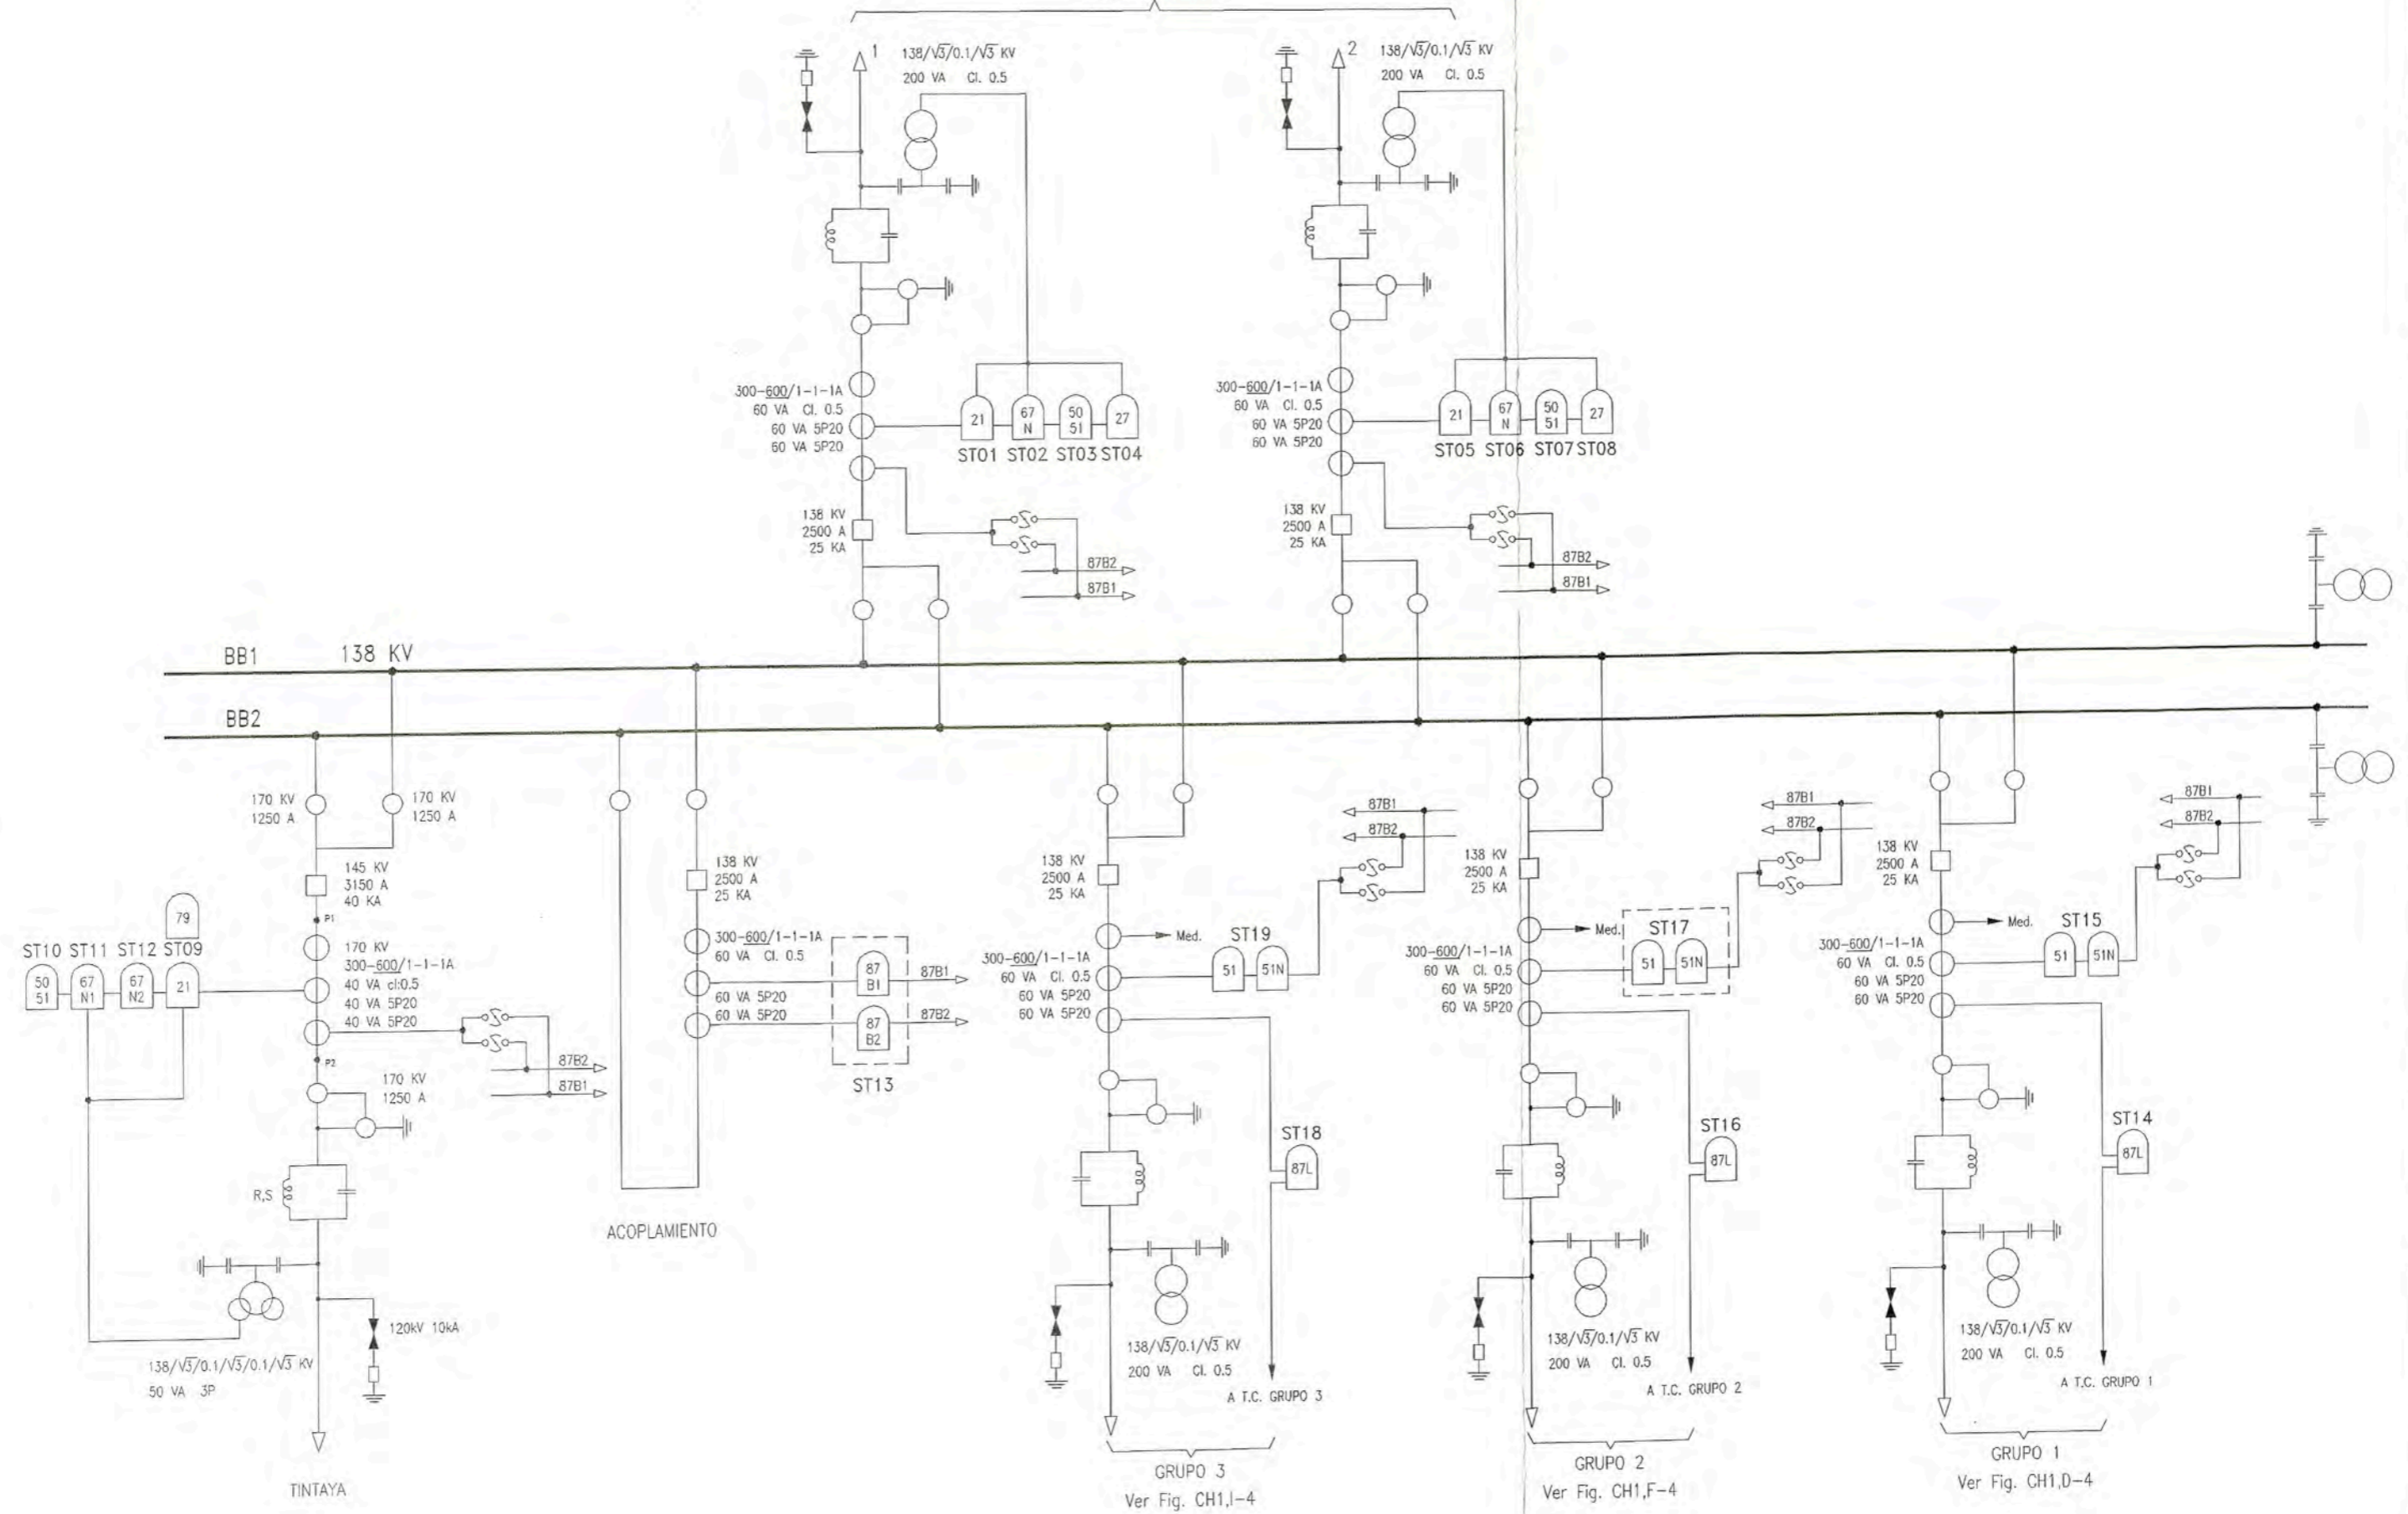 1
138/√3/0.1/√3 KV
200 VA Cl. 0.5
2
138/√3/0.1/√3 KV
200 VA Cl. 0.5
300-600/1-1-1A
60 VA Cl. 0.5
60 VA 5P20
60 VA 5P20
21
67 N
50 51
27
ST01 ST02 ST03 ST04
300-600/1-1-1A
60 VA Cl. 0.5
60 VA 5P20
60 VA 5P20
21
67 N
50 51
27
ST05 ST06 ST07 ST08
138 KV
2500 A
25 KA
87B2
87B1
138 KV
2500 A
25 KA
87B2
87B1
BB1 138 KV
BB2
170 KV
1250 A
170 KV
1250 A
145 KV
3150 A
40 KA
P1
79
ST10 ST11 ST12 ST09
50 51
67 N1
67 N2
21
170 KV
300-600/1-1-1A
40 VA cl:0.5
40 VA 5P20
40 VA 5P20
P2
87B2
87B1
170 KV
1250 A
R,S
120kV 10kA
138/√3/0.1/√3/0.1/√3 KV
50 VA 3P
TINTAYA
138 KV
2500 A
25 KA
300-600/1-1-1A
60 VA Cl. 0.5
60 VA 5P20
60 VA 5P20
87 B1
87B1
87 B2
87B2
ST13
ACOPLAMIENTO
87B1
87B2
138 KV
2500 A
25 KA
Med.
ST19
300-600/1-1-1A
60 VA Cl. 0.5
60 VA 5P20
60 VA 5P20
51
51N
ST18
87L
138/√3/0.1/√3 KV
200 VA Cl. 0.5
A T.C. GRUPO 3
GRUPO 3
Ver Fig. CH1,I-4
87B1
87B2
138 KV
2500 A
25 KA
Med.
ST17
300-600/1-1-1A
60 VA Cl. 0.5
60 VA 5P20
60 VA 5P20
51
51N
ST16
87L
138/√3/0.1/√3 KV
200 VA Cl. 0.5
A T.C. GRUPO 2
GRUPO 2
Ver Fig. CH1,F-4
87B1
87B2
138 KV
2500 A
25 KA
Med.
ST15
300-600/1-1-1A
60 VA Cl. 0.5
60 VA 5P20
60 VA 5P20
51
51N
ST14
87L
138/√3/0.1/√3 KV
200 VA Cl. 0.5
A T.C. GRUPO 1
GRUPO 1
Ver Fig. CH1,D-4